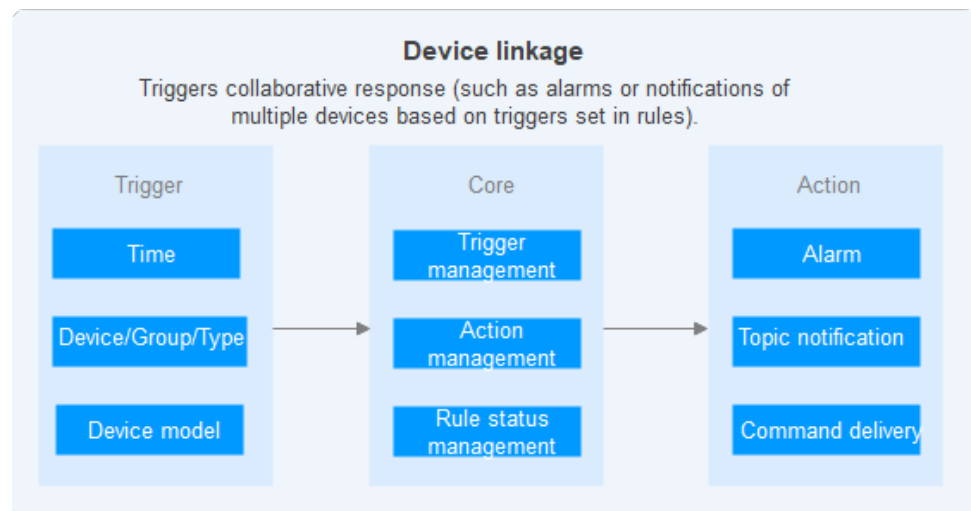 Device linkage
Triggers collaborative response (such as alarms or notifications of
multiple devices based on triggers set in rules).
Trigger
Time
Device/Group/Type
Device model
Core
Trigger
management
Action
management
Rule status
management
Action
Alarm
Topic notification
Command delivery